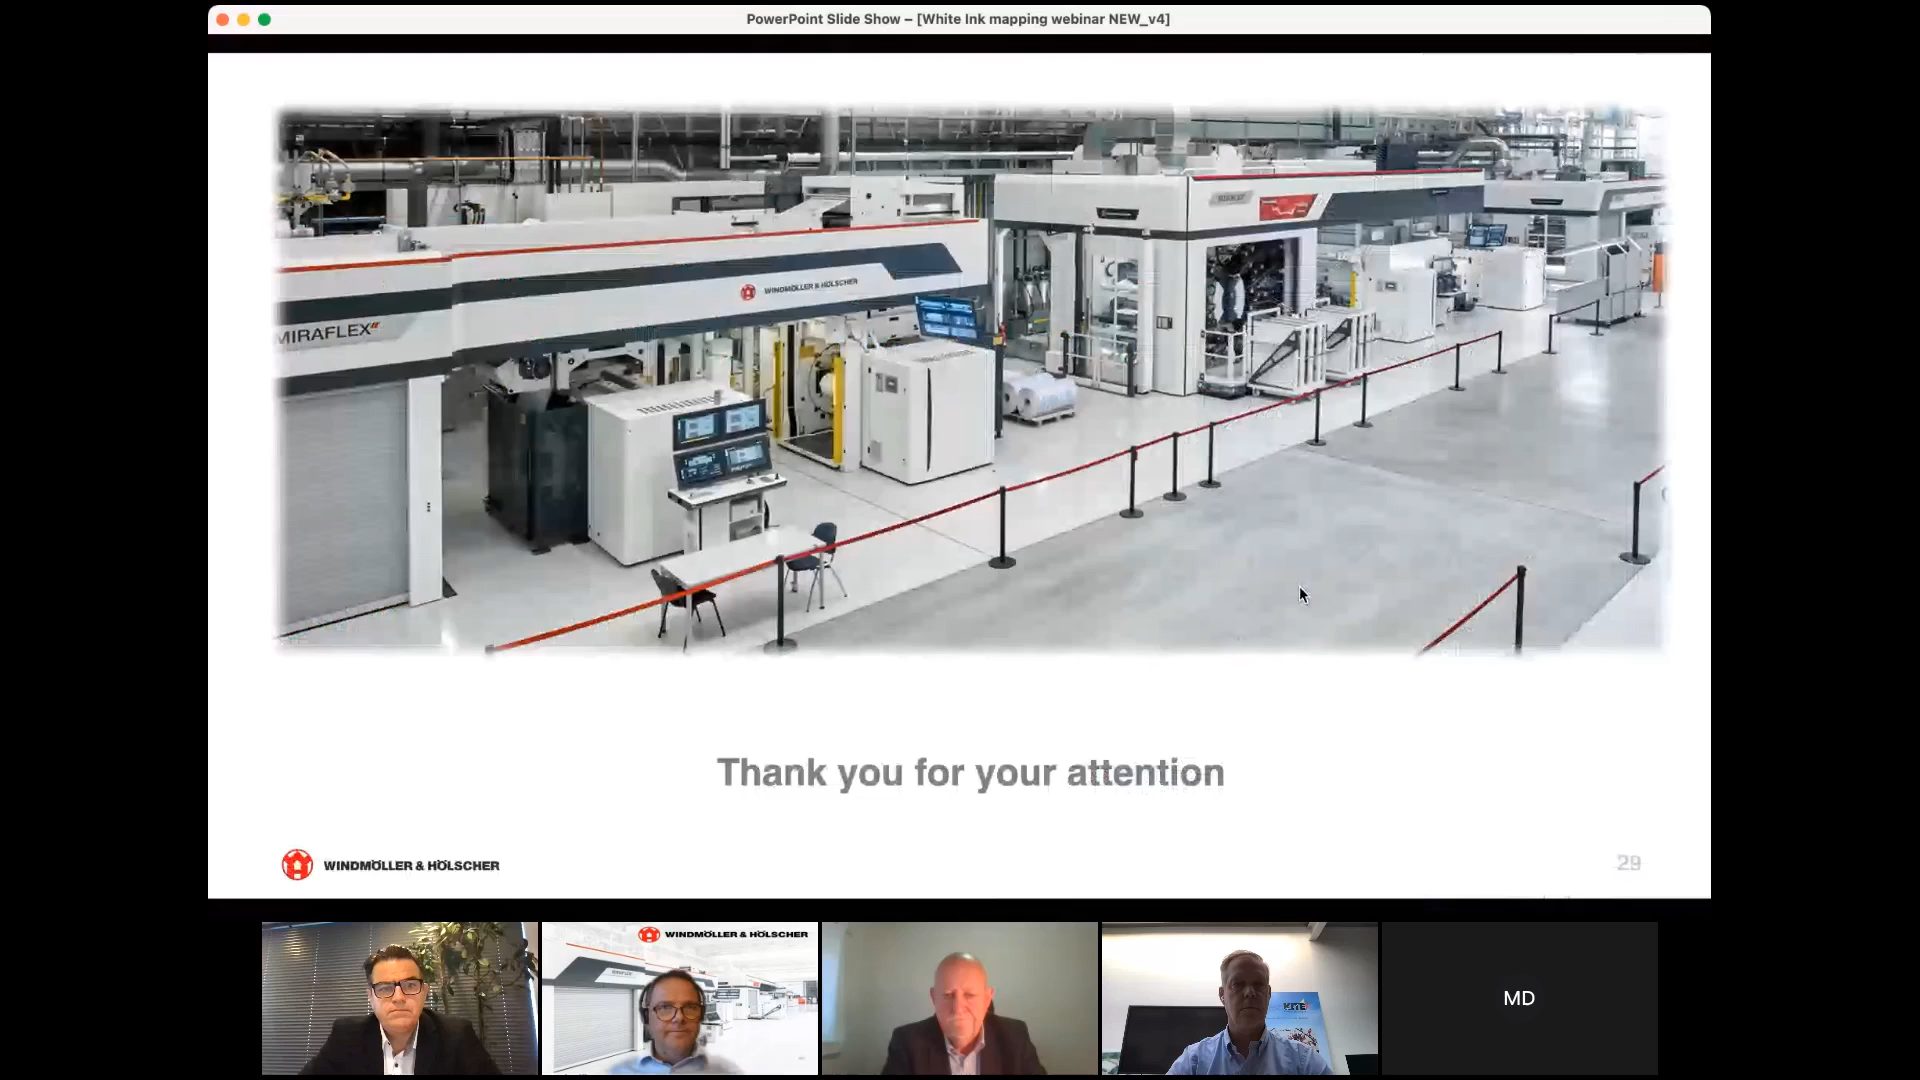 PowerPoint Slide Show – [White Ink mapping webinar NEW_v4]
MIRAFLEX
WINDMÖLLER & HÖLSCHER
Thank you for your attention
WINDMÖLLER & HÖLSCHER
29
WINDMÖLLER & HÖLSCHER
MD